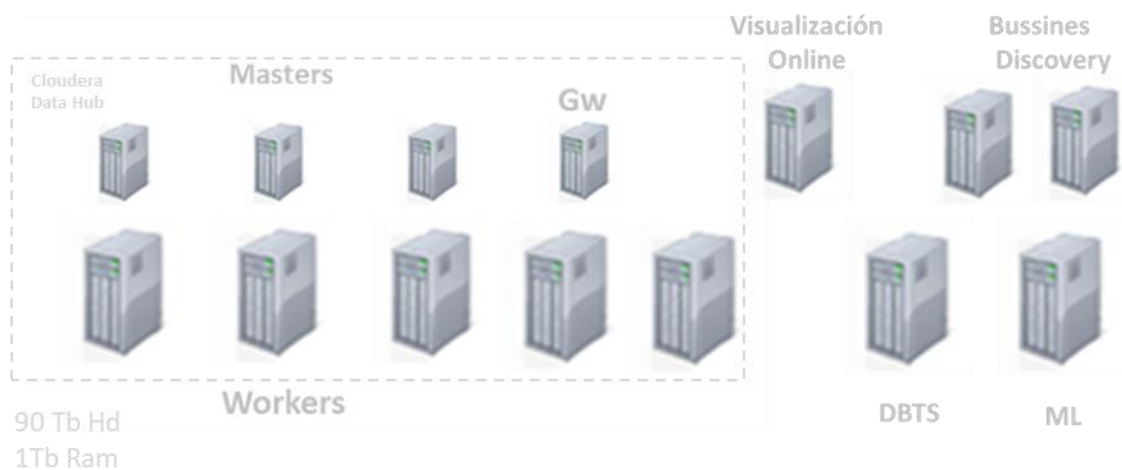 Visualización
Online
Bussines
Discovery
Cloudera
Data Hub
Masters
Gw
Workers
90 Tb Hd
1Tb Ram
DBTS
ML